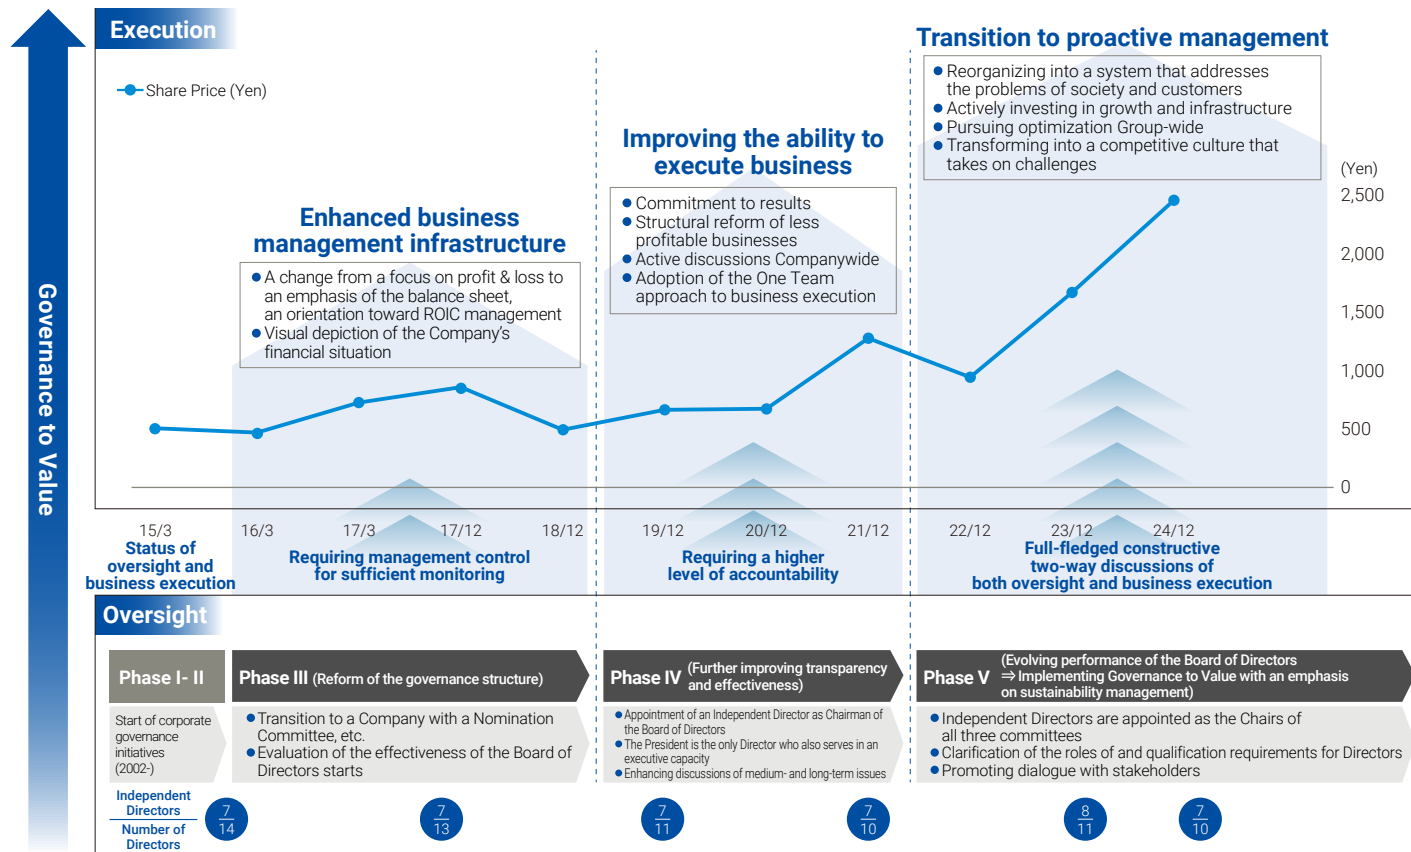 Governance to Value
Execution
Share Price (Yen)
Enhanced business
management infrastructure
● A change from a focus on profit & loss to
an emphasis of the balance sheet,
an orientation toward ROIC management
● Visual depiction of the Company's
financial situation
Improving the ability to
execute business
● Commitment to results
● Structural reform of less
profitable businesses
● Active discussions Companywide
● Adoption of the One Team
approach to business execution
Transition to proactive management
● Reorganizing into a system that addresses
the problems of society and customers
● Actively investing in growth and infrastructure
● Pursuing optimization Group-wide
● Transforming into a competitive culture that
takes on challenges
(Yen)
2,500
2,000
1,500
1,000
500
0
15/3
16/3
17/3
17/12
18/12
19/12
20/12
21/12
22/12
23/12
24/12
Status of
oversight and
business execution
Requiring management control
for sufficient monitoring
Requiring a higher
level of accountability
Full-fledged constructive
two-way discussions of
both oversight and business execution
Oversight
Phase I- II
Start of corporate
governance
initiatives
(2002-)
Phase III (Reform of the governance structure)
● Transition to a Company with a Nomination
Committee, etc.
● Evaluation of the effectiveness of the Board of
Directors starts
Phase IV (Further improving transparency
and effectiveness)
● Appointment of an Independent Director as Chairman of
the Board of Directors
● The President is the only Director who also serves in an
executive capacity
● Enhancing discussions of medium- and long-term issues
Phase V (Evolving performance of the Board of Directors
⇒Implementing Governance to Value with an emphasis
on sustainability management)
● Independent Directors are appointed as the Chairs of
all three committees
● Clarification of the roles of and qualification requirements for Directors
● Promoting dialogue with stakeholders
Independent
Directors
Number of
Directors
7
14
7
13
7
11
7
10
8
11
7
10